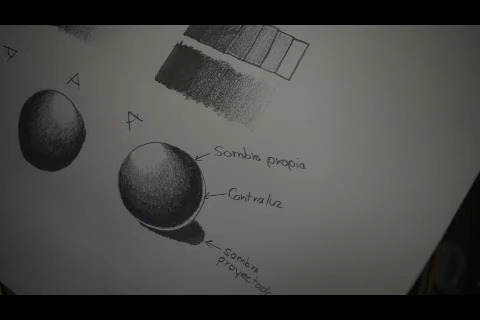 A
A
A
Sombra propia
Contraluz
sombra
proyectada